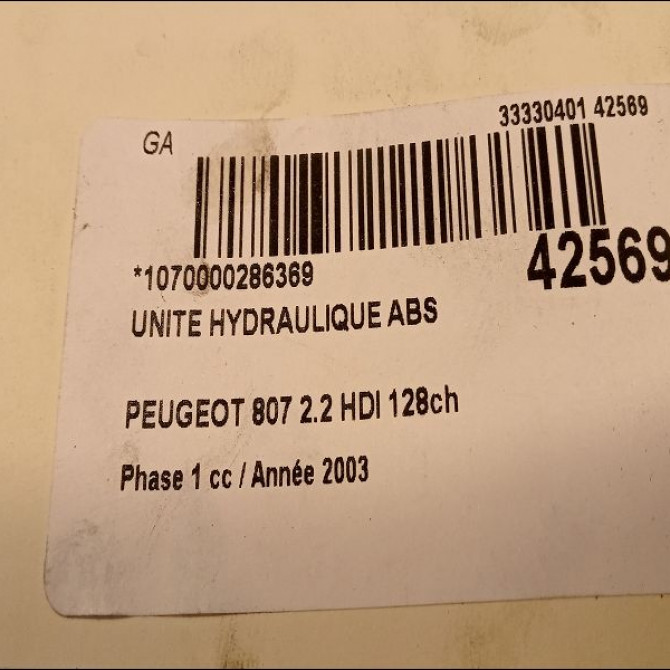 GA
33330401 42569
*1070000286369
42569
UNITE HYDRAULIQUE ABS
PEUGEOT 807 2.2 HDI 128ch
Phase 1 cc / Année 2003